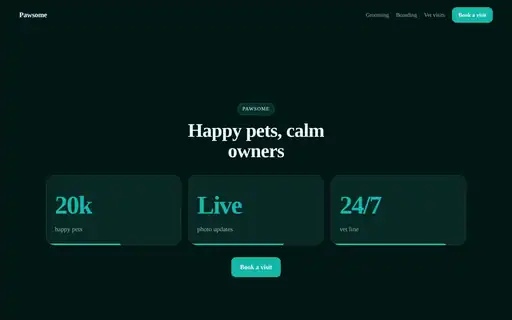 Pawsome
Grooming Boarding Vet visits Book a visit
PAWSOME
Happy pets, calm
owners
20k
happy pets
Live
photo updates
24/7
vet line
Book a visit